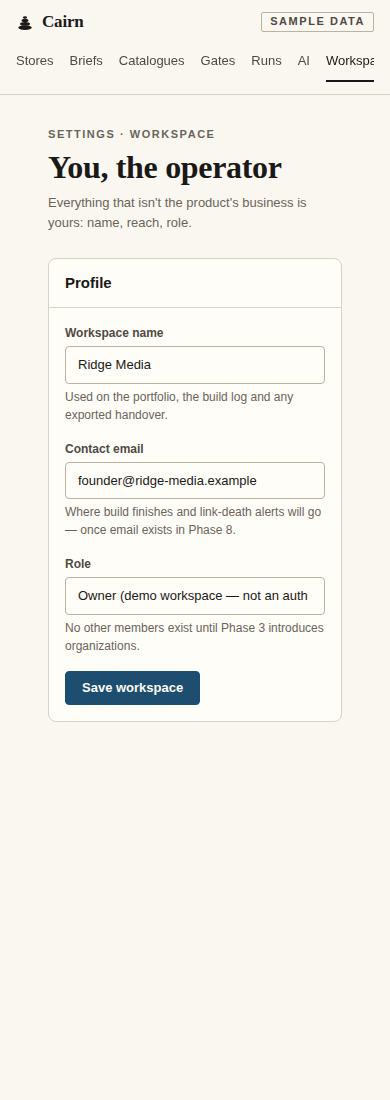 Cairn
SAMPLE DATA
Stores Briefs Catalogues Gates Runs AI
SETTINGS · WORKSPACE
You, the operator
Everything that isn't the product's business is
yours: name, reach, role.
Profile
Workspace name
Ridge Media
Used on the portfolio, the build log and any
exported handover.
Contact email
founder@ridge-media.example
Where build finishes and link-death alerts will go
— once email exists in Phase 8.
Role
Owner (demo workspace — not an auth
No other members exist until Phase 3 introduces
organizations.
Save workspace